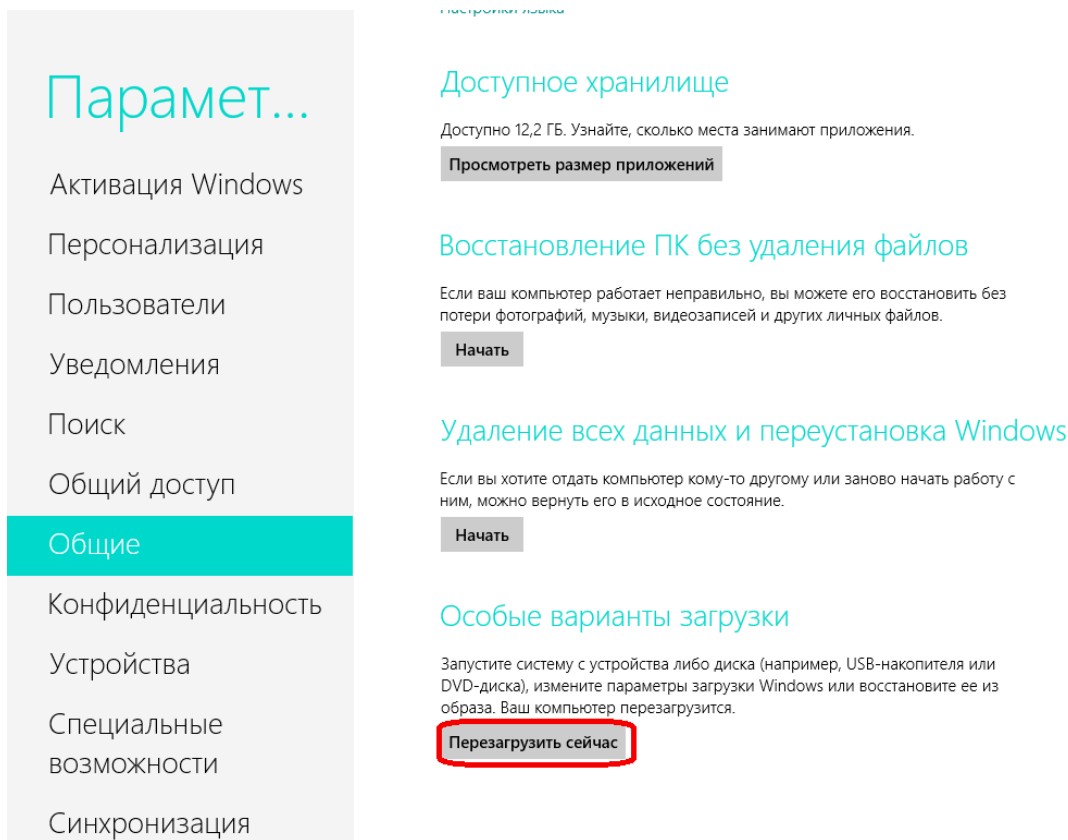 Настройки языка
Парамет...
Активация Windows
Персонализация
Пользователи
Уведомления
Поиск
Общий доступ
Общие
Конфиденциальность
Устройства
Специальные
возможности
Синхронизация
Доступное хранилище
Доступно 12,2 ГБ. Узнайте, сколько места занимают приложения.
Просмотреть размер приложений
Восстановление ПК без удаления файлов
Если ваш компьютер работает неправильно, вы можете его восстановить без
потери фотографий, музыки, видеозаписей и других личных файлов.
Начать
Удаление всех данных и переустановка Windows
Если вы хотите отдать компьютер кому-то другому или заново начать работу с
ним, можно вернуть его в исходное состояние.
Начать
Особые варианты загрузки
Запустите систему с устройства либо диска (например, USB-накопителя или
DVD-диска), измените параметры загрузки Windows или восстановите ее из
образа. Ваш компьютер перезагрузится.
Перезагрузить сейчас